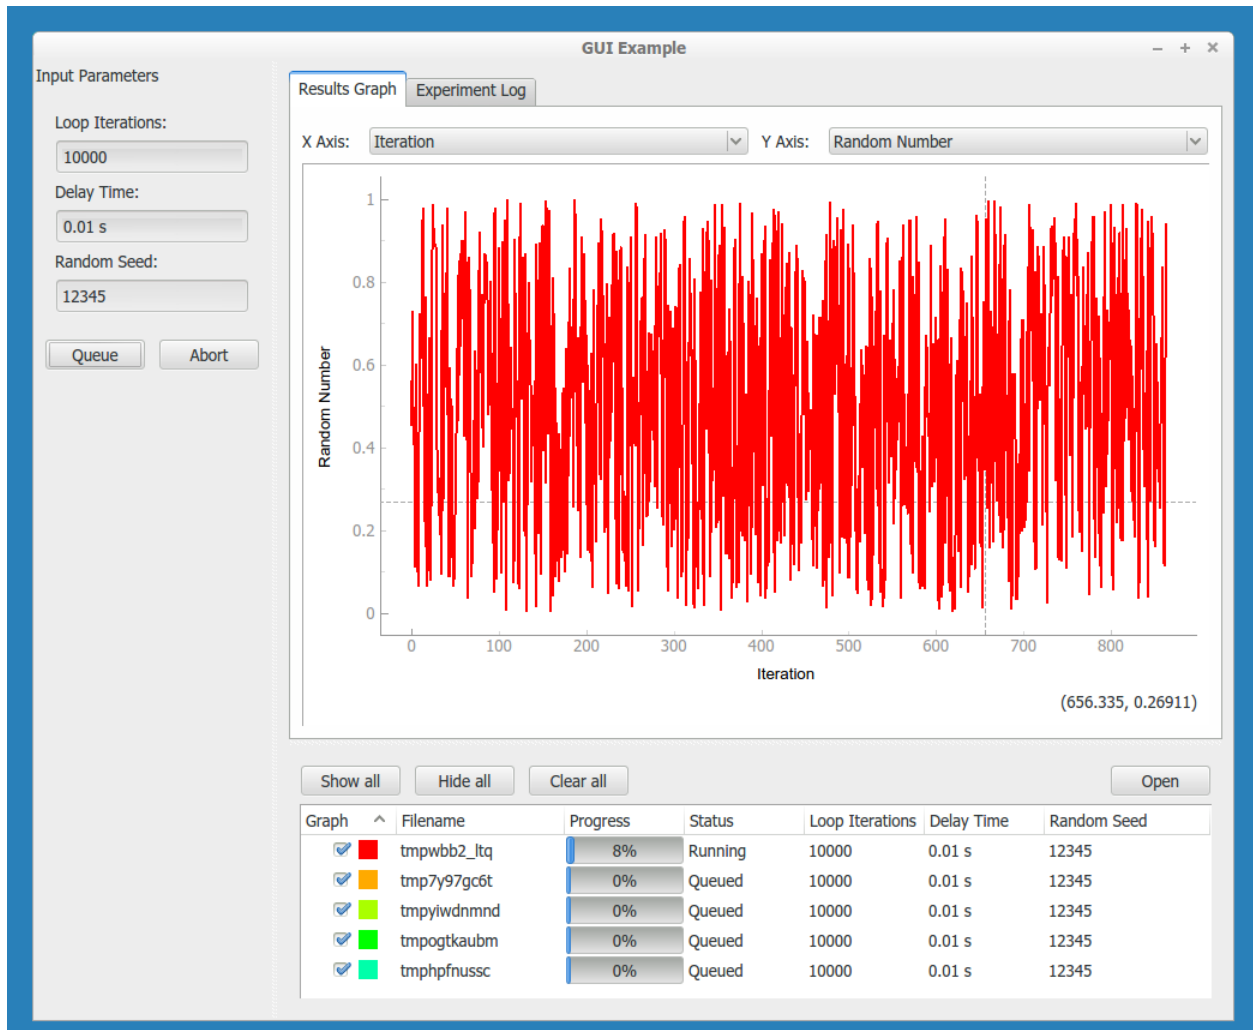 GUI Example
Input Parameters
Loop Iterations:
10000
Delay Time:
0.01 s
Random Seed:
12345
Queue Abort
Results Graph Experiment Log
X Axis: Iteration Y Axis: Random Number
1
0.8
0.6
0.4
0.2
0
Random Number
0 100 200 300 400 500 600 700 800
Iteration
(656.335, 0.26911)
Show all Hide all Clear all Open
Graph Filename Progress Status Loop Iterations Delay Time Random Seed
tmpwbb2_ltq 8% Running 10000 0.01 s 12345
tmp7y97gc6t 0% Queued 10000 0.01 s 12345
tmpyiwdnmnd 0% Queued 10000 0.01 s 12345
tmpogtkaubm 0% Queued 10000 0.01 s 12345
tmphpfnussc 0% Queued 10000 0.01 s 12345